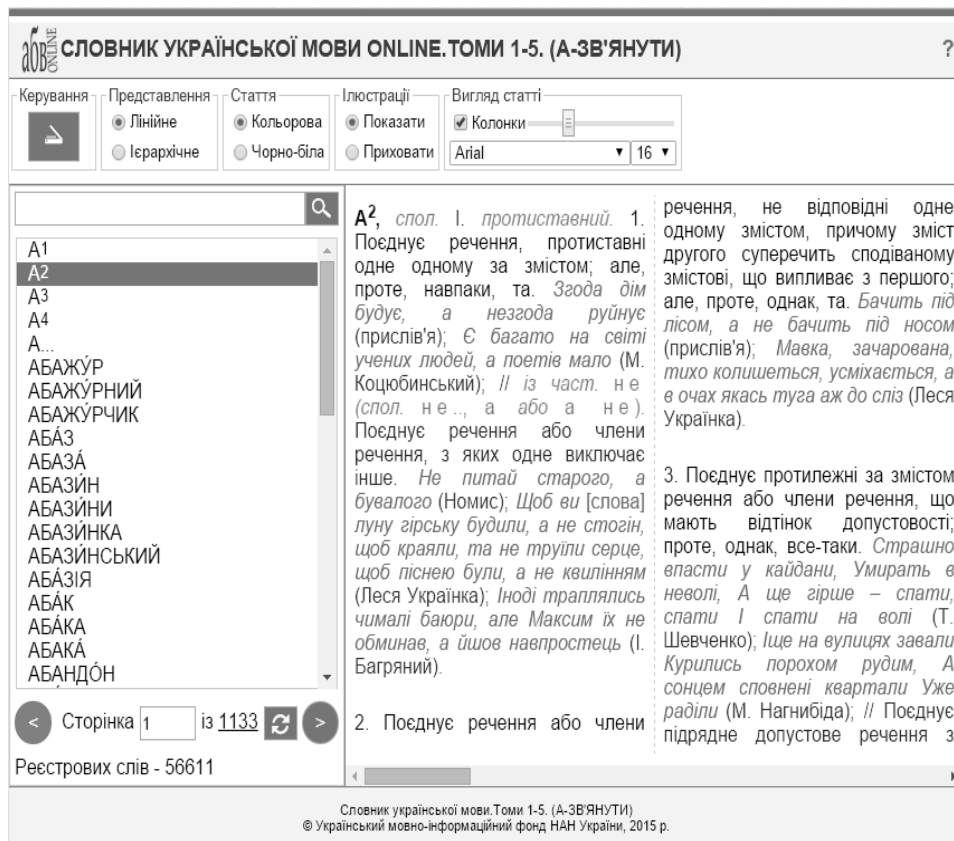 абв ONLINE СЛОВНИК УКРАЇНСЬКОЇ МОВИ ONLINE.ТОМИ 1-5. (А-ЗВ'ЯНУТИ) ?
Керування Представлення Стаття Ілюстрації Вигляд статті
Лінійне Кольорова Показати Колонки
Ієрархічне Чорно-біла Приховати Arial 16
А1
А2
А3
А4
А...
АБАЖУ́Р
АБАЖУ́РНИЙ
АБАЖУ́РЧИК
АБА́З
АБАЗА́
АБАЗИ́Н
АБАЗИ́НИ
АБАЗИ́НКА
АБАЗИ́НСЬКИЙ
АБА́ЗІЯ
АБА́К
АБА́КА
АБАКА́
АБАНДО́Н
< Сторінка 1 із 1133 >
Реєстрових слів - 56611
А², спол. І. протиставний. 1.
Поєднує речення, протиставні
одне одному за змістом; але,
проте, навпаки, та. Згода дім
будує, а незгода руйнує
(прислів'я); Є багато на світі
учених людей, а поетів мало (М.
Коцюбинський); // із част. не
(спол. не.., а або а не).
Поєднує речення або члени
речення, з яких одне виключає
інше. Не питай старого, а
бувалого (Номис); Щоб ви [слова]
луну гірську будили, а не стогін,
щоб краяли, та не труїли серце,
щоб піснею були, а не квилінням
(Леся Українка); Іноді траплялись
чималі баюри, але Максим їх не
обминав, а йшов навпростець (І.
Багряний).
2. Поєднує речення або члени
речення, не відповідні одне
одному змістом, причому зміст
другого суперечить сподіваному
змістові, що випливає з першого;
але, проте, однак, та. Бачить під
лісом, а не бачить під носом
(прислів'я); Мавка, зачарована,
тихо колишеться, усміхається, а
в очах якась туга аж до сліз (Леся
Українка).
3. Поєднує протилежні за змістом
речення або члени речення, що
мають відтінок допустовості;
проте, однак, все-таки. Страшно
впасти у кайдани, Умирать в
неволі, А ще гірше – спати,
спати І спати на волі (Т.
Шевченко); Іще на вулицях завали
Курились порохом рудим, А
сонцем сповнені квартали Уже
раділи (М. Нагнибіда); // Поєднує
підрядне допустове речення з
Словник української мови.Томи 1-5. (А-ЗВ'ЯНУТИ)
© Український мовно-інформаційний фонд НАН України, 2015 р.